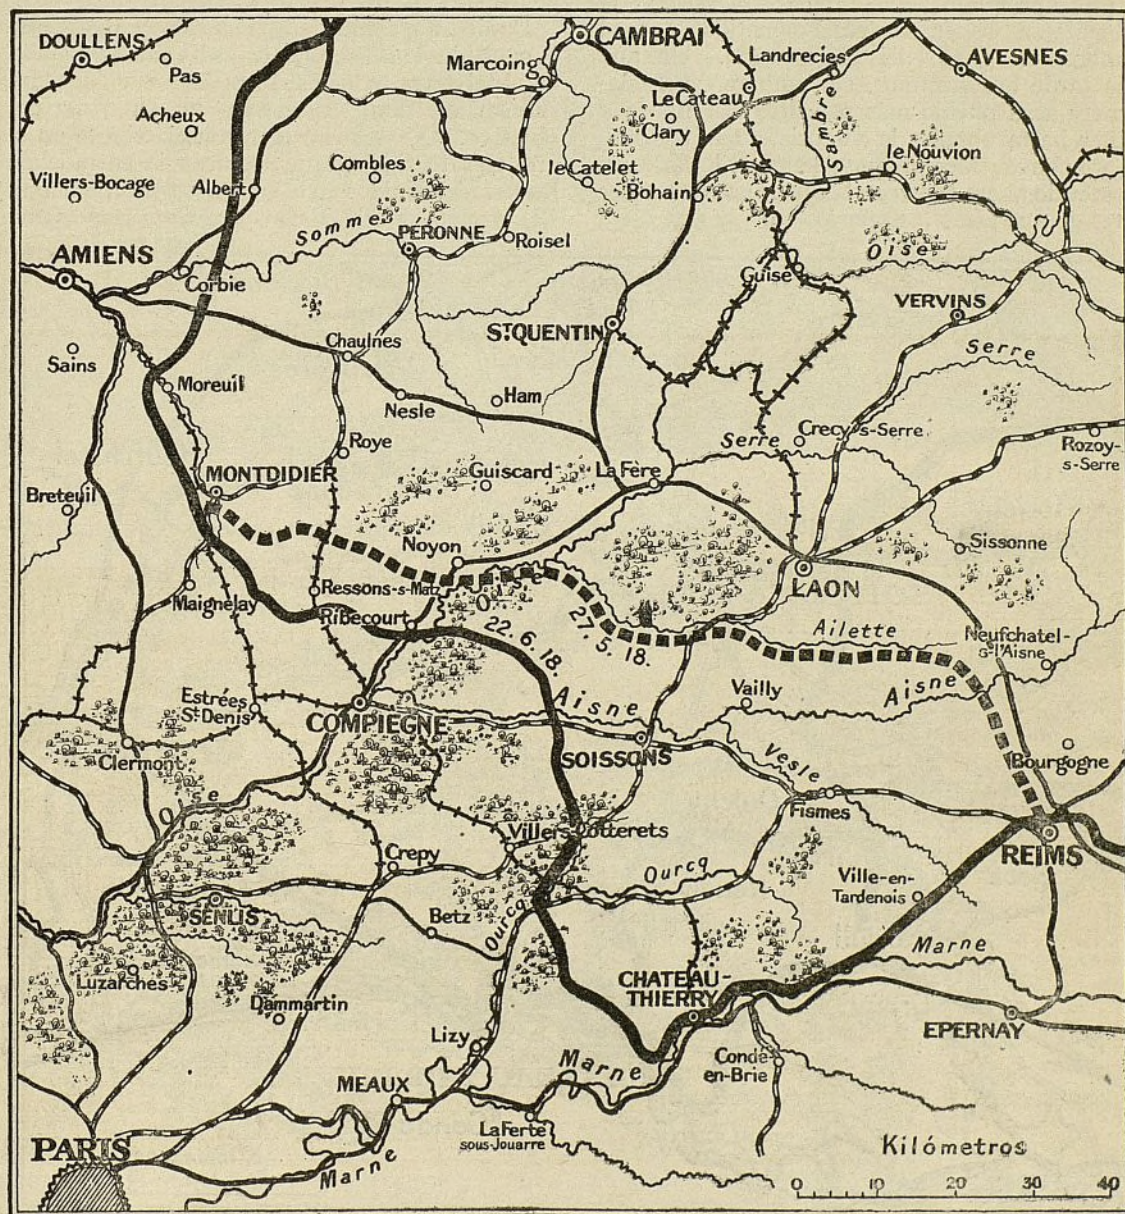 DOULLENS
Pas
CAMBRAI
Marcoing
Landrecies
AVESNES
Acheux
Le Cateau
Clary
Sambre
Villers-Bocage
Albert
Combles
le Catelet
Bohain
le Nouvion
Somme
PÉRONNE
Roisel
AMIENS
Corbie
Guise
Oise
VERVINS
Sains
Chaulnes
ST. QUENTIN
Serre
Moreuil
Nesle
Ham
Roye
Serre
Crecy-s-Serre
Rozoy-
s-Serre
MONTDIDIER
Guiscard
La Fère
Breteuil
Noyon
Sissonne
LAON
Maignelay
Ressons-s-Matz
Oise
Ribecourt
22. 6. 18.
27. 5. 18.
Ailette
Neufchatel-
s-l'Aisne
Estrées
St. Denis
COMPIEGNE
Aisne
Vailly
Aisne
Clermont
SOISSONS
Vesle
Bourgogne
Oise
Villers-Cotterets
Fismes
REIMS
Crepy
Ourcq
Ville-en-
Tardenois
SENLIS
Betz
Ourcq
Marne
Luzarches
Dammartin
CHATEAU-
THIERRY
EPERNAY
Lizy
Marne
Condé-
en-Brie
MEAUX
La Ferté
sous-Jouarre
PARIS
Marne
Kilómetros
0 10 20 30 40